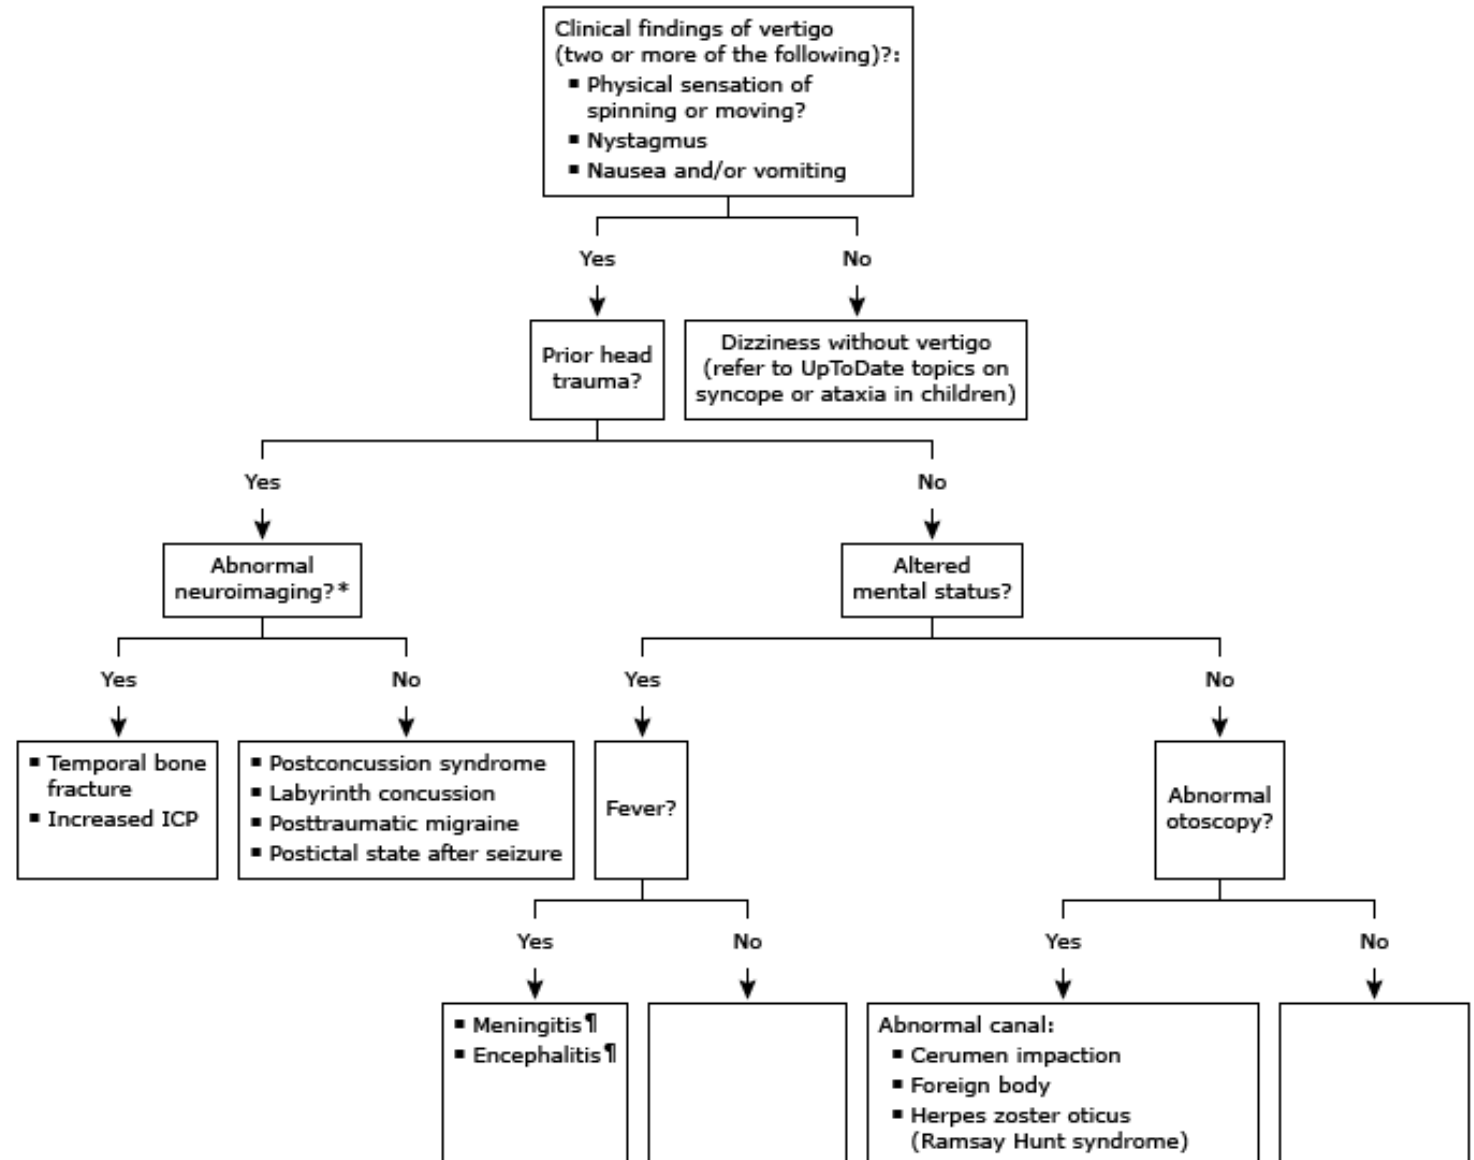 Clinical findings of vertigo
(two or more of the following)?:
▪ Physical sensation of
spinning or moving?
▪ Nystagmus
▪ Nausea and/or vomiting
Yes
No
Prior head
trauma?
Dizziness without vertigo
(refer to UpToDate topics on
syncope or ataxia in children)
Yes
No
Abnormal
neuroimaging?*
Altered
mental status?
Yes
No
Yes
No
▪ Temporal bone
fracture
▪ Increased ICP
▪ Postconcussion syndrome
▪ Labyrinth concussion
▪ Posttraumatic migraine
▪ Postictal state after seizure
Fever?
Abnormal
otoscopy?
Yes
No
Yes
No
▪ Meningitis¶
▪ Encephalitis¶
Abnormal canal:
▪ Cerumen impaction
▪ Foreign body
▪ Herpes zoster oticus
(Ramsay Hunt syndrome)